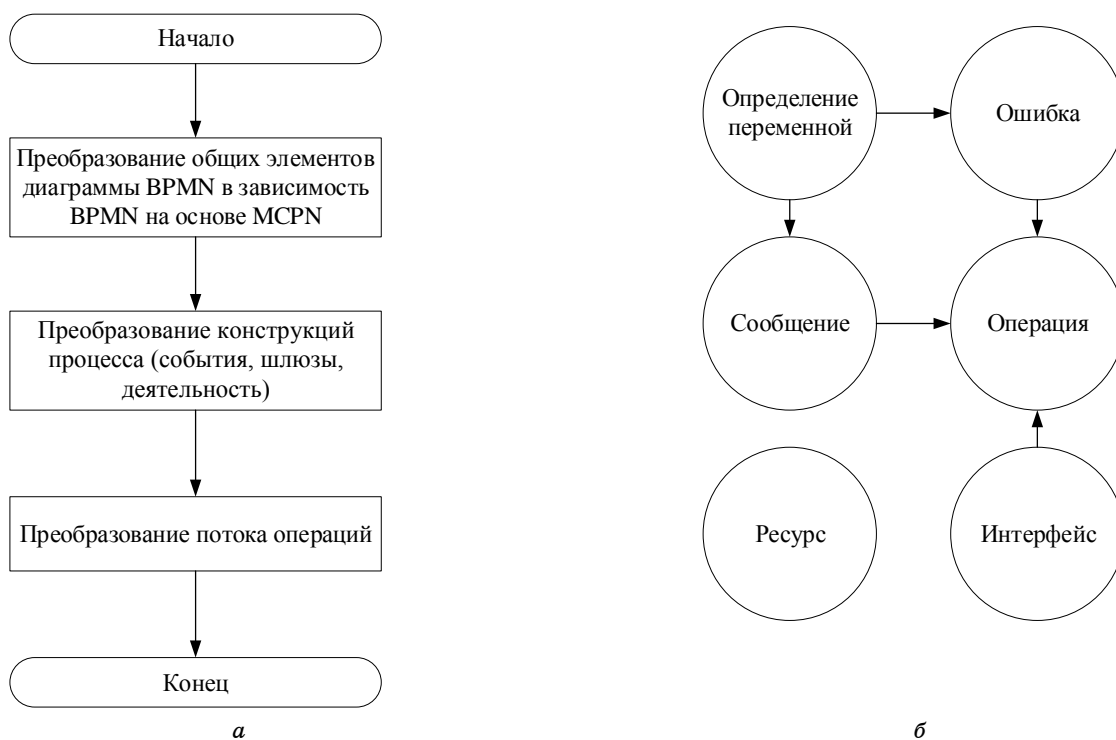 Начало
Преобразование общих элементов
диаграммы BPMN в зависимость
BPMN на основе MCPN
Преобразование конструкций
процесса (события, шлюзы,
деятельность)
Преобразование потока операций
Конец
а
Определение
переменной
Ошибка
Сообщение
Операция
Ресурс
Интерфейс
б